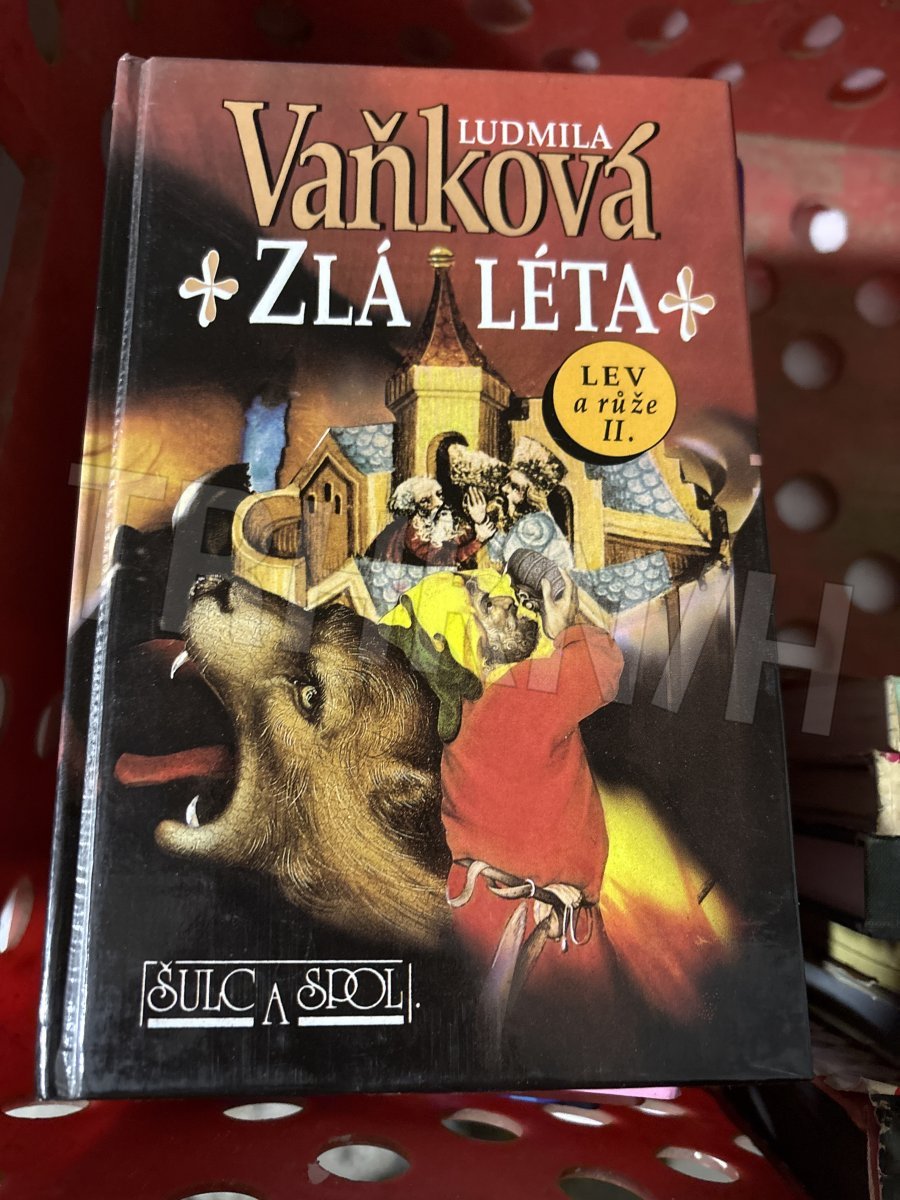 LUDMILA
Vaňková
ZLÁ LÉTA
LEV
a růže
II.
ŠULC A SPOL.